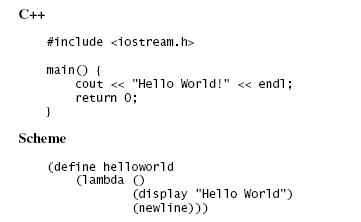 C++
#include <iostream.h>
main() {
cout << "Hello World!" << endl;
return 0;
}
Scheme
(define helloworld
(lambda ()
(display "Hello World")
(newline)))